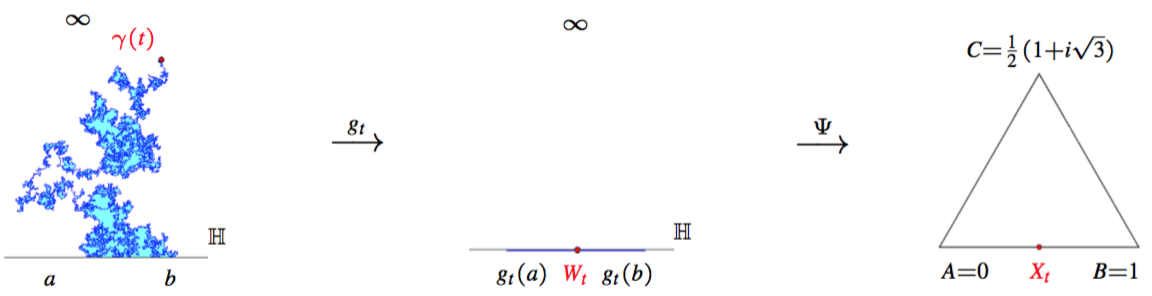 ∞
γ(t)
ℍ
a b
g_t
∞
ℍ
g_t(a) W_t g_t(b)
Ψ
C=½(1+i√3)
A=0 X_t B=1